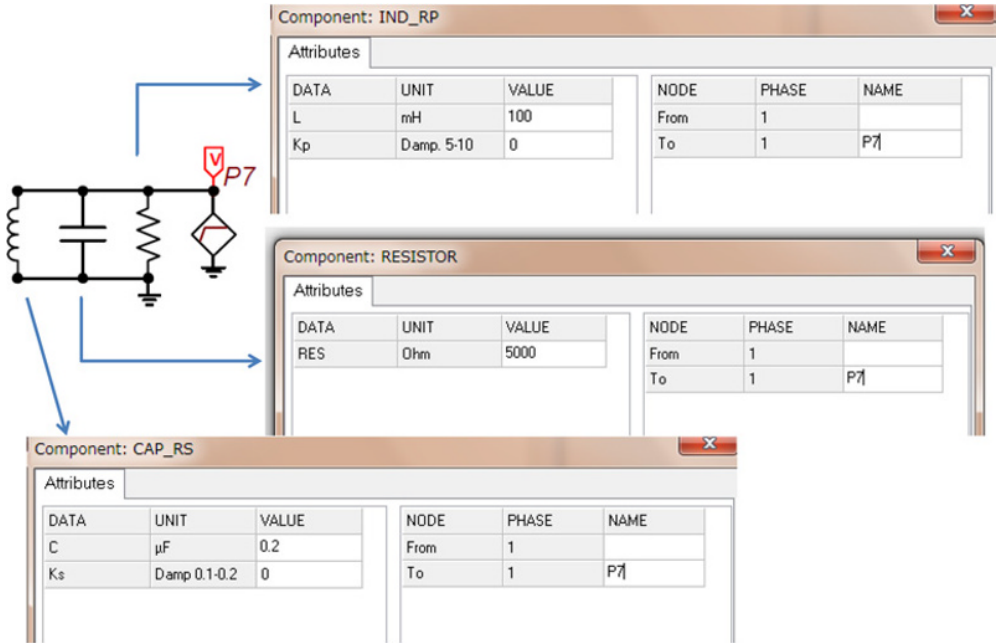 Component: IND_RP
Attributes
DATA UNIT VALUE NODE PHASE NAME
L mH 100 From 1
Kp Damp. 5-10 0 To 1 P7
V
P7
Component: RESISTOR
Attributes
DATA UNIT VALUE NODE PHASE NAME
RES Ohm 5000 From 1
To 1 P7
Component: CAP_RS
Attributes
DATA UNIT VALUE NODE PHASE NAME
C µF 0.2 From 1
Ks Damp 0.1-0.2 0 To 1 P7